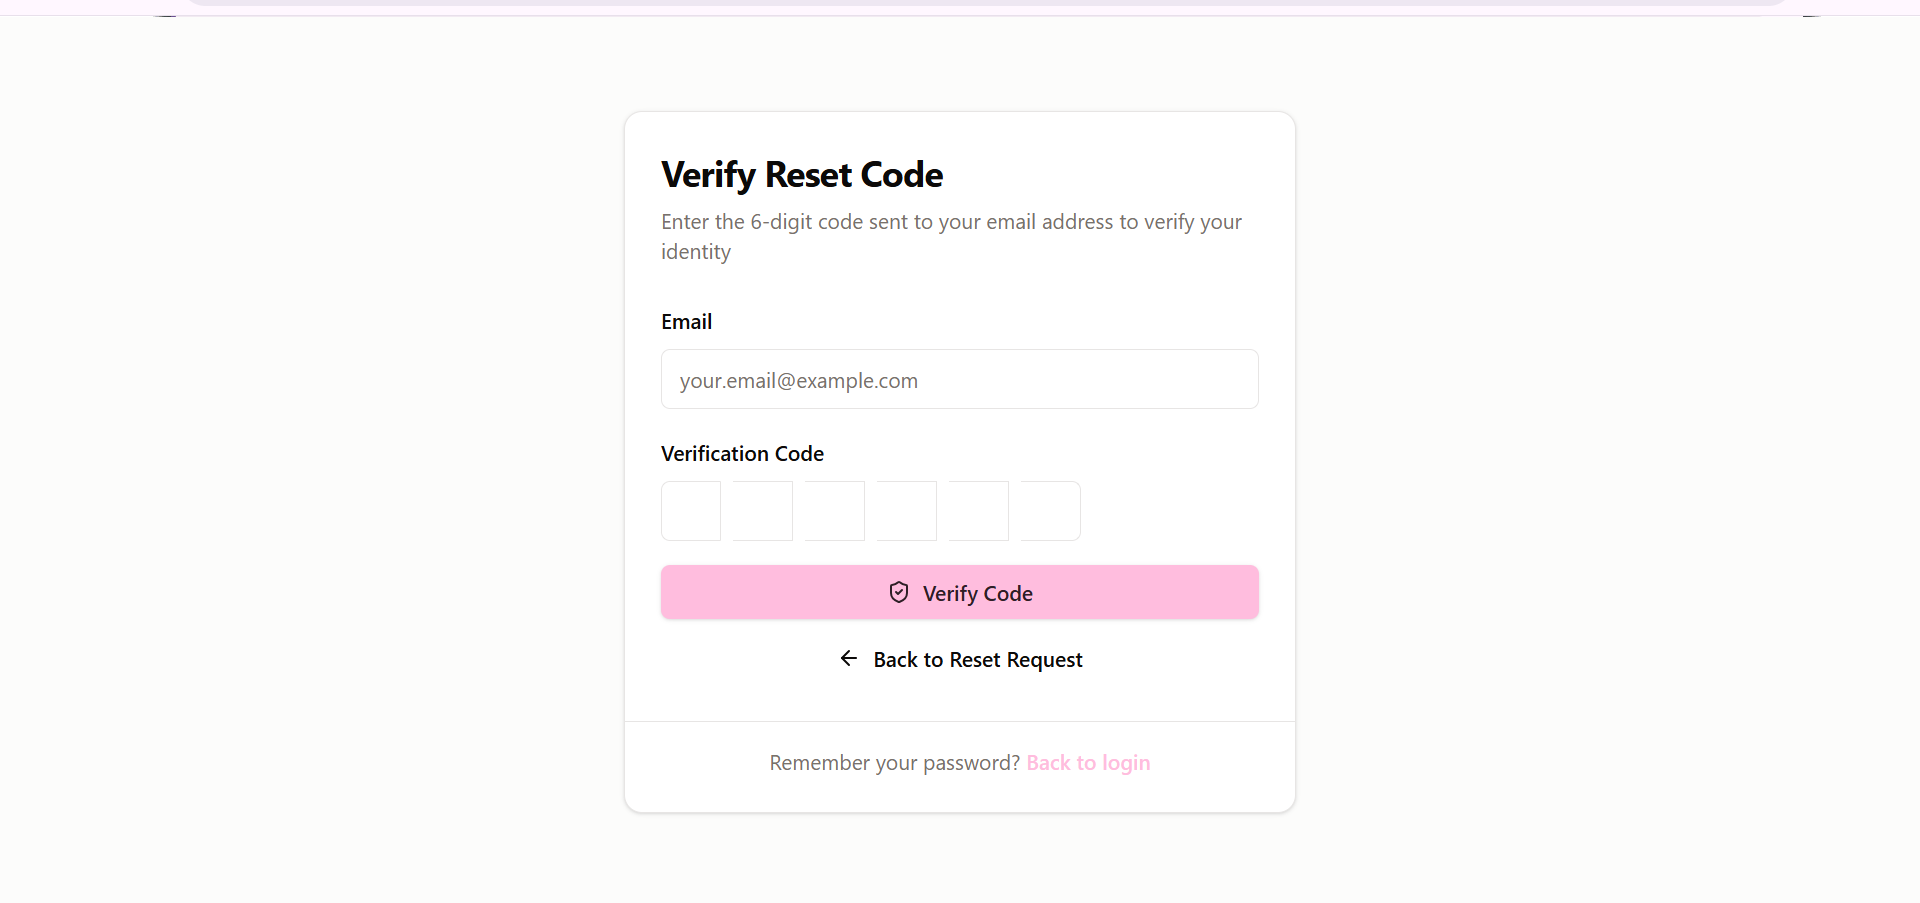 Verify Reset Code
Enter the 6-digit code sent to your email address to verify your
identity
Email
your.email@example.com
Verification Code
Verify Code
Back to Reset Request
Remember your password? Back to login